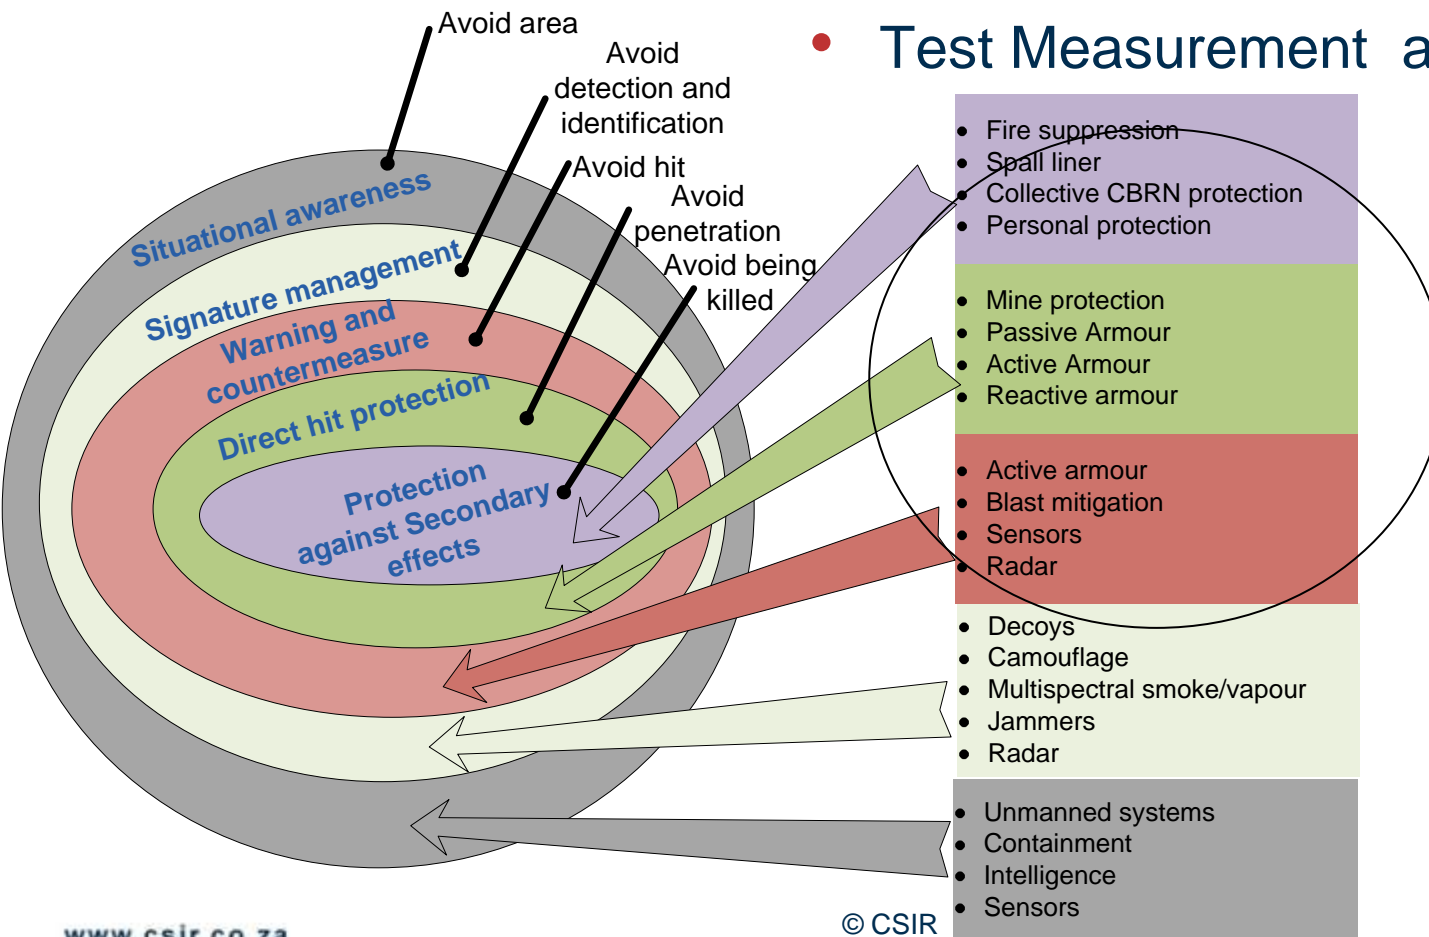 Avoid area
Avoid
detection and
identification
Avoid hit
Avoid
penetration
Avoid being
killed
Situational awareness
Signature management
Warning and
countermeasure
Direct hit protection
Protection
against Secondary
effects
• Test Measurement a
• Fire suppression
• Spall liner
• Collective CBRN protection
• Personal protection
• Mine protection
• Passive Armour
• Active Armour
• Reactive armour
• Active armour
• Blast mitigation
• Sensors
• Radar
• Decoys
• Camouflage
• Multispectral smoke/vapour
• Jammers
• Radar
• Unmanned systems
• Containment
• Intelligence
• Sensors
© CSIR
www.csir.co.za